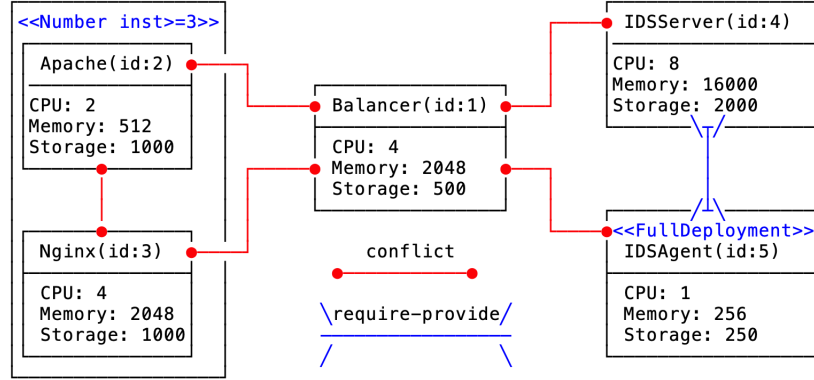 <<Number inst>=3>>
Apache(id:2)
CPU: 2
Memory: 512
Storage: 1000
Nginx(id:3)
CPU: 4
Memory: 2048
Storage: 1000
Balancer(id:1)
CPU: 4
Memory: 2048
Storage: 500
conflict
require-provide
IDSServer(id:4)
CPU: 8
Memory: 16000
Storage: 2000
<<FullDeployment>>
IDSAgent(id:5)
CPU: 1
Memory: 256
Storage: 250